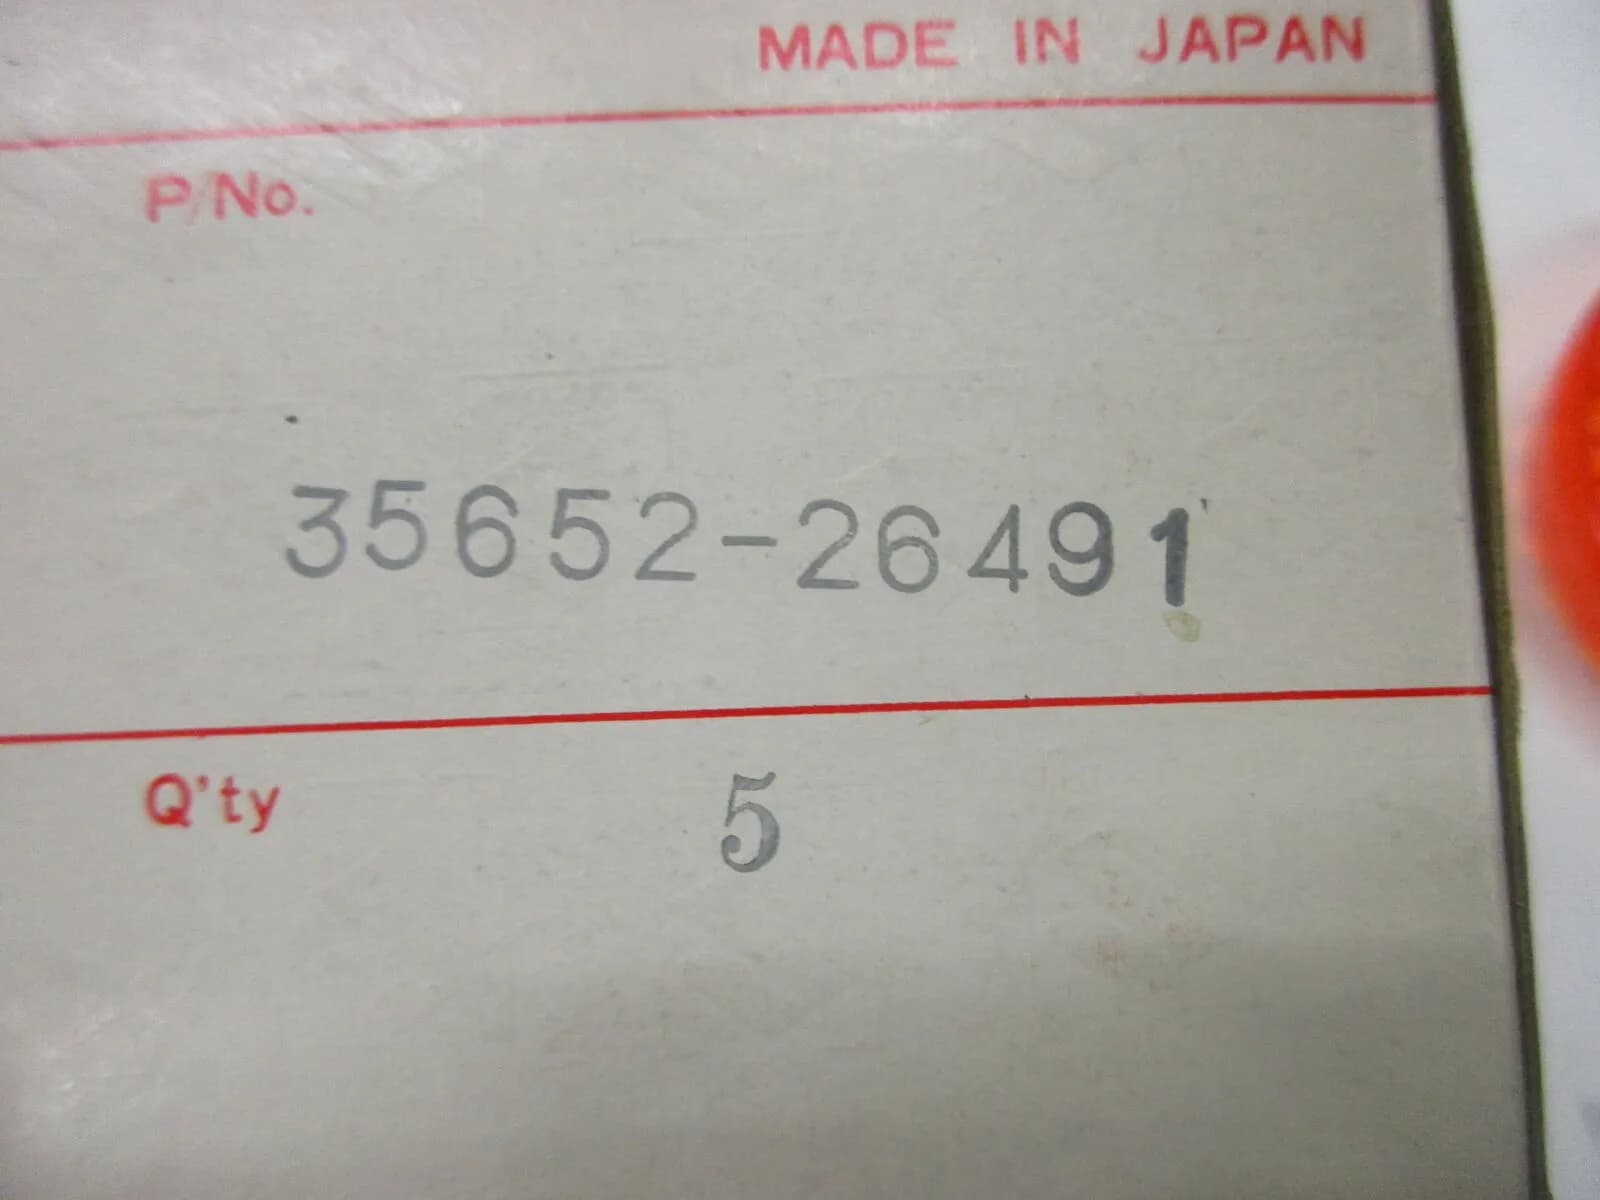 MADE IN JAPAN
P/No.
35652-26491
Q'ty 5